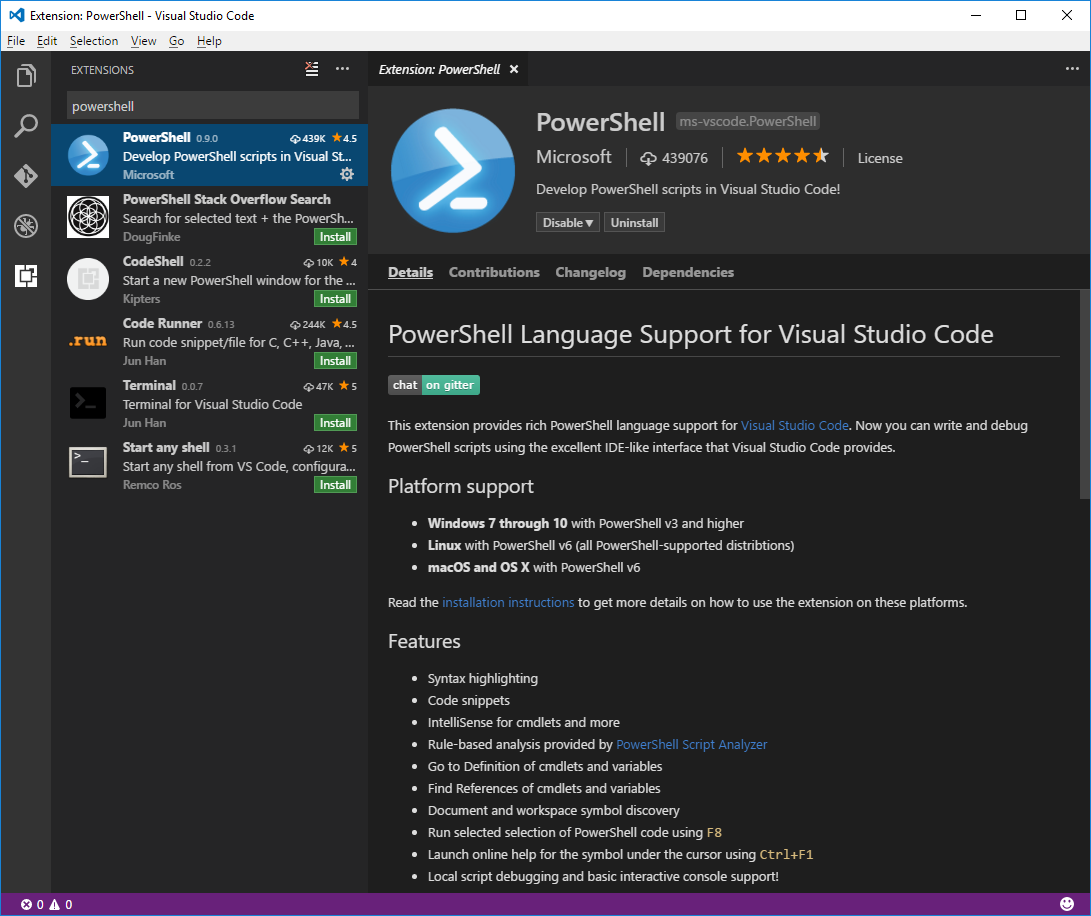 Extension: PowerShell - Visual Studio Code
File Edit Selection View Go Help
EXTENSIONS
powershell
PowerShell 0.9.0 439K 4.5
Develop PowerShell scripts in Visual St...
Microsoft
PowerShell Stack Overflow Search
Search for selected text + the PowerSh...
DougFinke Install
CodeShell 0.2.2 10K 4
Start a new PowerShell window for the ...
Kipters Install
Code Runner 0.6.13 244K 4.5
.run
Run code snippet/file for C, C++, Java, ...
Jun Han Install
Terminal 0.0.7 47K 5
Terminal for Visual Studio Code
Jun Han Install
Start any shell 0.3.1 12K 5
Start any shell from VS Code, configura...
Remco Ros Install
Extension: PowerShell
PowerShell ms-vscode.PowerShell
Microsoft 439076 License
Develop PowerShell scripts in Visual Studio Code!
Disable▼ Uninstall
Details Contributions Changelog Dependencies
PowerShell Language Support for Visual Studio Code
chat on gitter
This extension provides rich PowerShell language support for Visual Studio Code. Now you can write and debug
PowerShell scripts using the excellent IDE-like interface that Visual Studio Code provides.
Platform support
• Windows 7 through 10 with PowerShell v3 and higher
• Linux with PowerShell v6 (all PowerShell-supported distribtions)
• macOS and OS X with PowerShell v6
Read the installation instructions to get more details on how to use the extension on these platforms.
Features
• Syntax highlighting
• Code snippets
• IntelliSense for cmdlets and more
• Rule-based analysis provided by PowerShell Script Analyzer
• Go to Definition of cmdlets and variables
• Find References of cmdlets and variables
• Document and workspace symbol discovery
• Run selected selection of PowerShell code using F8
• Launch online help for the symbol under the cursor using Ctrl+F1
• Local script debugging and basic interactive console support!
0 0